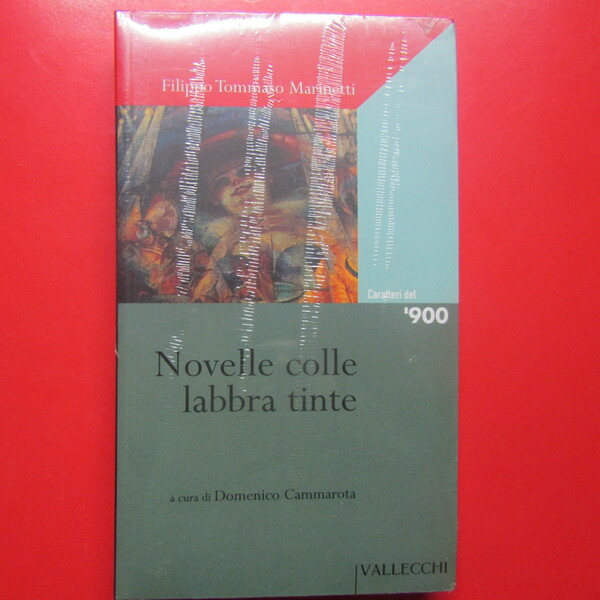 Filippo Tommaso Marinetti
Caratteri del
'900
Novelle colle
labbra tinte
a cura di Domenico Cammarota
VALLECCHI